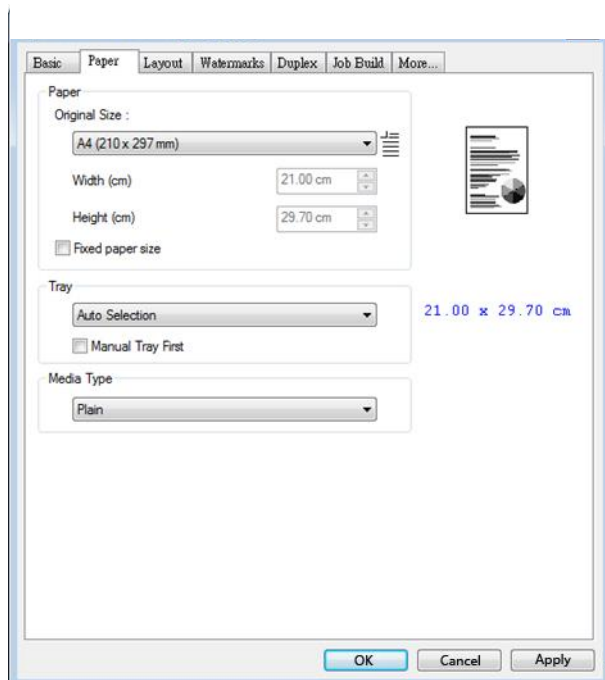 Basic Paper Layout Watermarks Duplex Job Build More...
Paper
Original Size :
A4 (210 x 297 mm)
Width (cm) 21.00 cm
Height (cm) 29.70 cm
Fixed paper size
Tray
Auto Selection
21.00 x 29.70 cm
Manual Tray First
Media Type
Plain
OK Cancel Apply